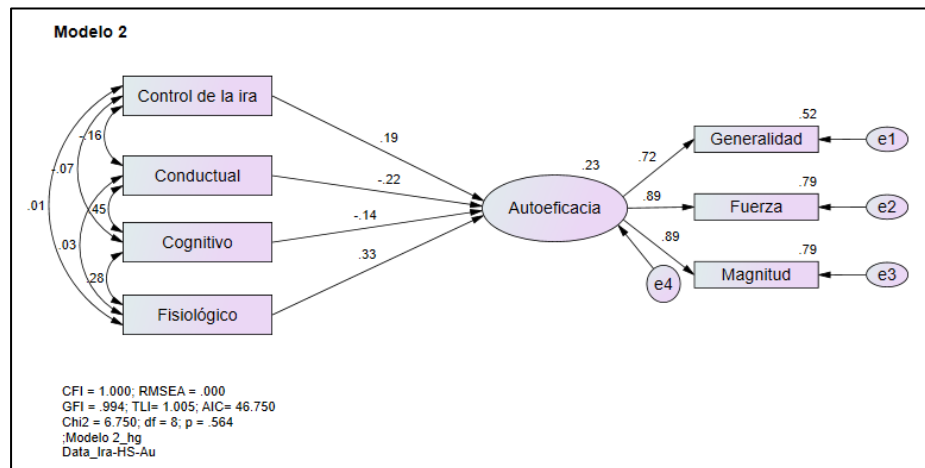 Modelo 2
Control de la ira
Conductual
Cognitivo
Fisiológico
-.16
-.07
.01
.45
.03
.28
.19
-.22
-.14
.33
.23
Autoeficacia
e4
.72
.89
.89
.52
Generalidad
e1
.79
Fuerza
e2
.79
Magnitud
e3
CFI = 1.000; RMSEA = .000
GFI = .994; TLI= 1.005; AIC= 46.750
Chi2 = 6.750; df = 8; p = .564
;Modelo 2_hg
Data_Ira-HS-Au